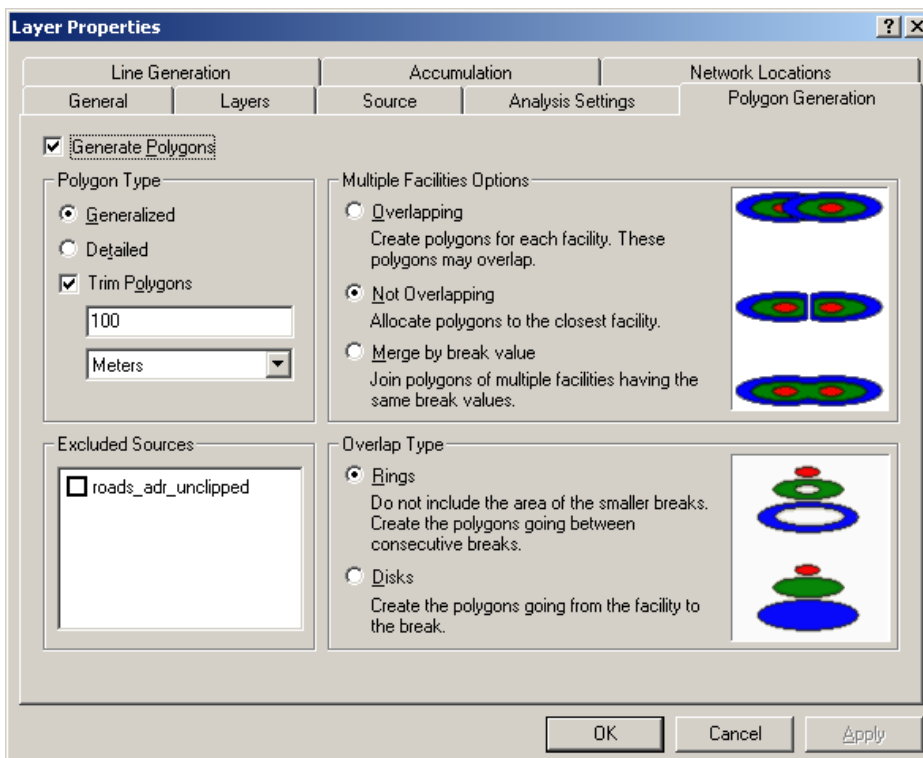 Layer Properties
Line Generation Accumulation Network Locations
General Layers Source Analysis Settings Polygon Generation
Generate Polygons
Polygon Type
Generalized
Detailed
Trim Polygons
100
Meters
Multiple Facilities Options
Overlapping
Create polygons for each facility. These
polygons may overlap.
Not Overlapping
Allocate polygons to the closest facility.
Merge by break value
Join polygons of multiple facilities having the
same break values.
Excluded Sources
roads_adr_unclipped
Overlap Type
Rings
Do not include the area of the smaller breaks.
Create the polygons going between
consecutive breaks.
Disks
Create the polygons going from the facility to
the break.
OK Cancel Apply